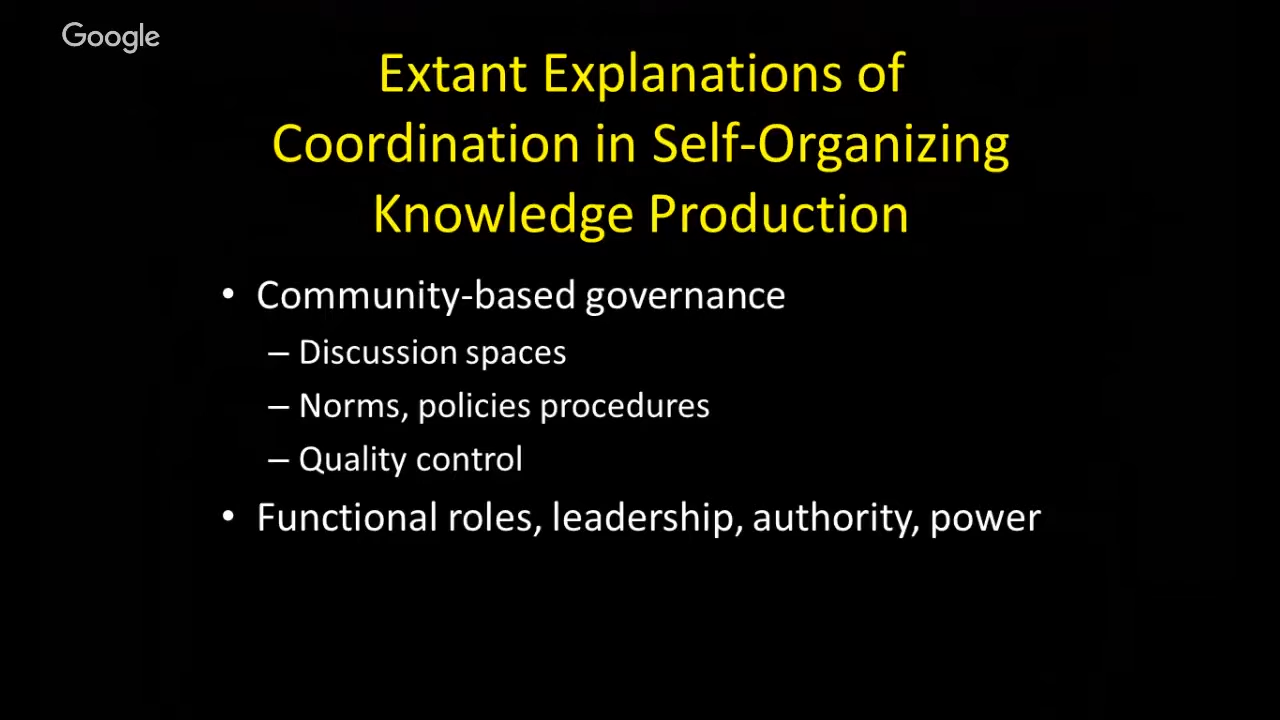 Google
Extant Explanations of
Coordination in Self-Organizing
Knowledge Production
• Community-based governance
– Discussion spaces
– Norms, policies procedures
– Quality control
• Functional roles, leadership, authority, power